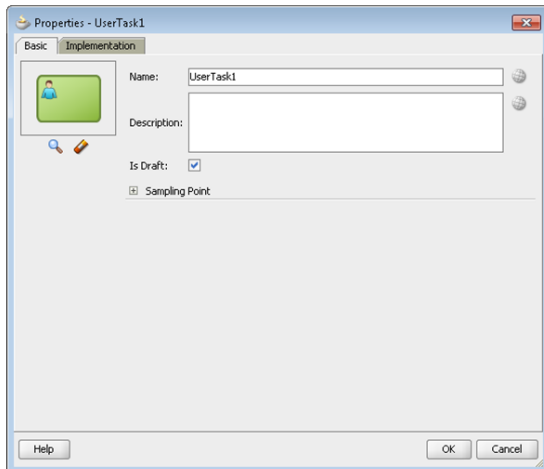 Properties - UserTask1
Basic Implementation
Name: UserTask1
Description:
Is Draft:
Sampling Point
Help OK Cancel